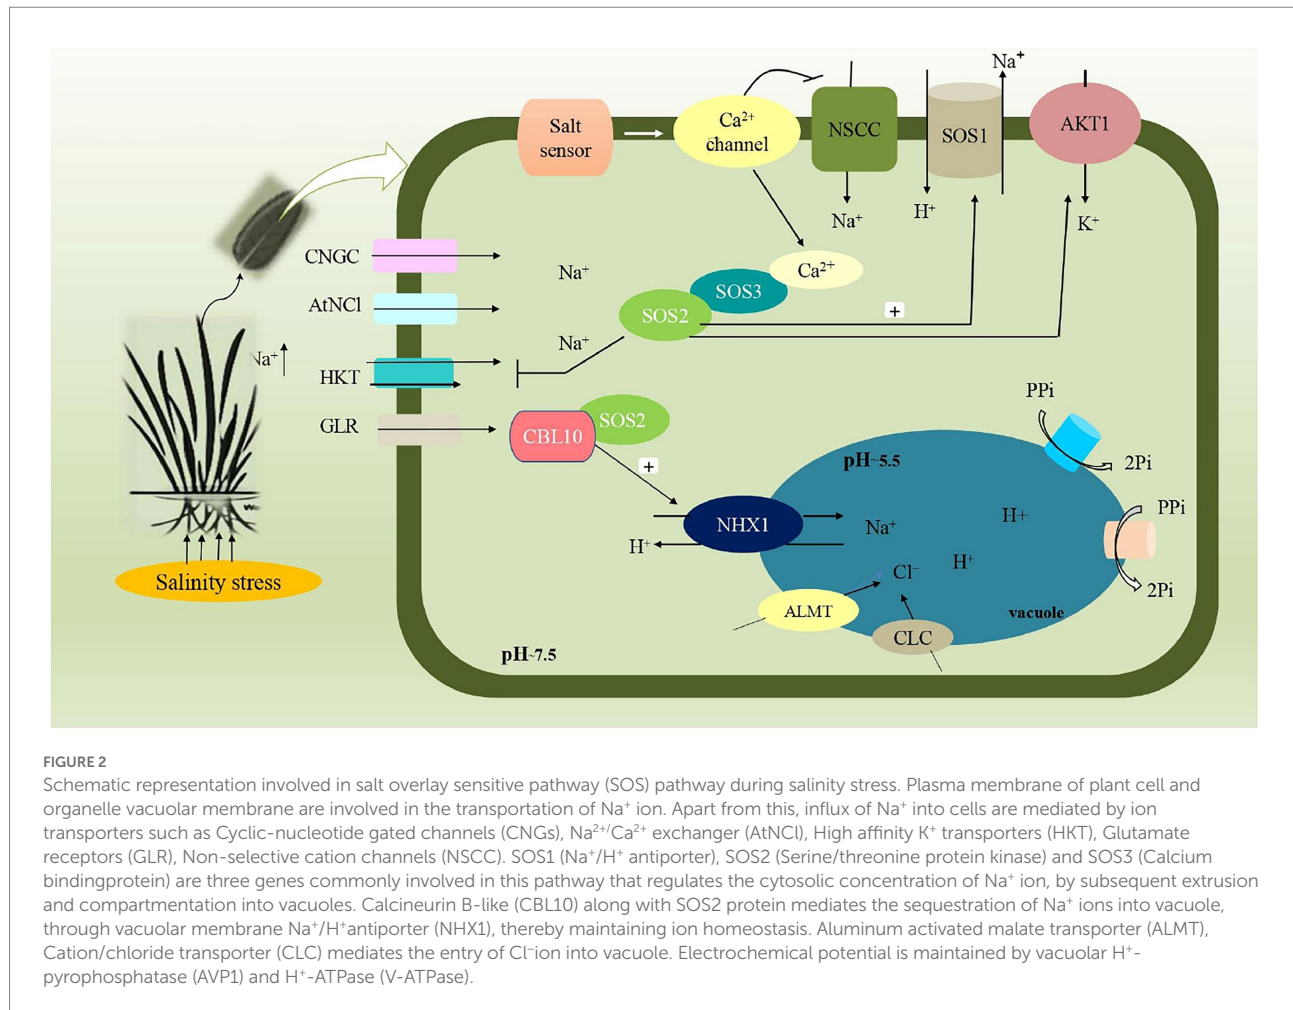 Na⁺
Ca²⁺
channel
NSCC
SOS1
AKT1
Salt
sensor
Na⁺
H⁺
K⁺
CNGC
Na⁺
Ca²⁺
SOS3
AtNCl
SOS2
+
Na⁺
Na⁺
HKT
GLR
CBL10
SOS2
PPi
+
pH~5.5
2Pi
NHX1
Na⁺
H+
PPi
H⁺
H⁺
Cl⁻
Salinity stress
2Pi
ALMT
vacuole
CLC
pH~7.5
FIGURE 2
Schematic representation involved in salt overlay sensitive pathway (SOS) pathway during salinity stress. Plasma membrane of plant cell and
organelle vacuolar membrane are involved in the transportation of Na⁺ ion. Apart from this, influx of Na⁺ into cells are mediated by ion
transporters such as Cyclic-nucleotide gated channels (CNGs), Na²⁺/Ca²⁺ exchanger (AtNCl), High affinity K⁺ transporters (HKT), Glutamate
receptors (GLR), Non-selective cation channels (NSCC). SOS1 (Na⁺/H⁺ antiporter), SOS2 (Serine/threonine protein kinase) and SOS3 (Calcium
bindingprotein) are three genes commonly involved in this pathway that regulates the cytosolic concentration of Na⁺ ion, by subsequent extrusion
and compartmentation into vacuoles. Calcineurin B-like (CBL10) along with SOS2 protein mediates the sequestration of Na⁺ ions into vacuole,
through vacuolar membrane Na⁺/H⁺antiporter (NHX1), thereby maintaining ion homeostasis. Aluminum activated malate transporter (ALMT),
Cation/chloride transporter (CLC) mediates the entry of Cl⁻ion into vacuole. Electrochemical potential is maintained by vacuolar H⁺-
pyrophosphatase (AVP1) and H⁺-ATPase (V-ATPase).